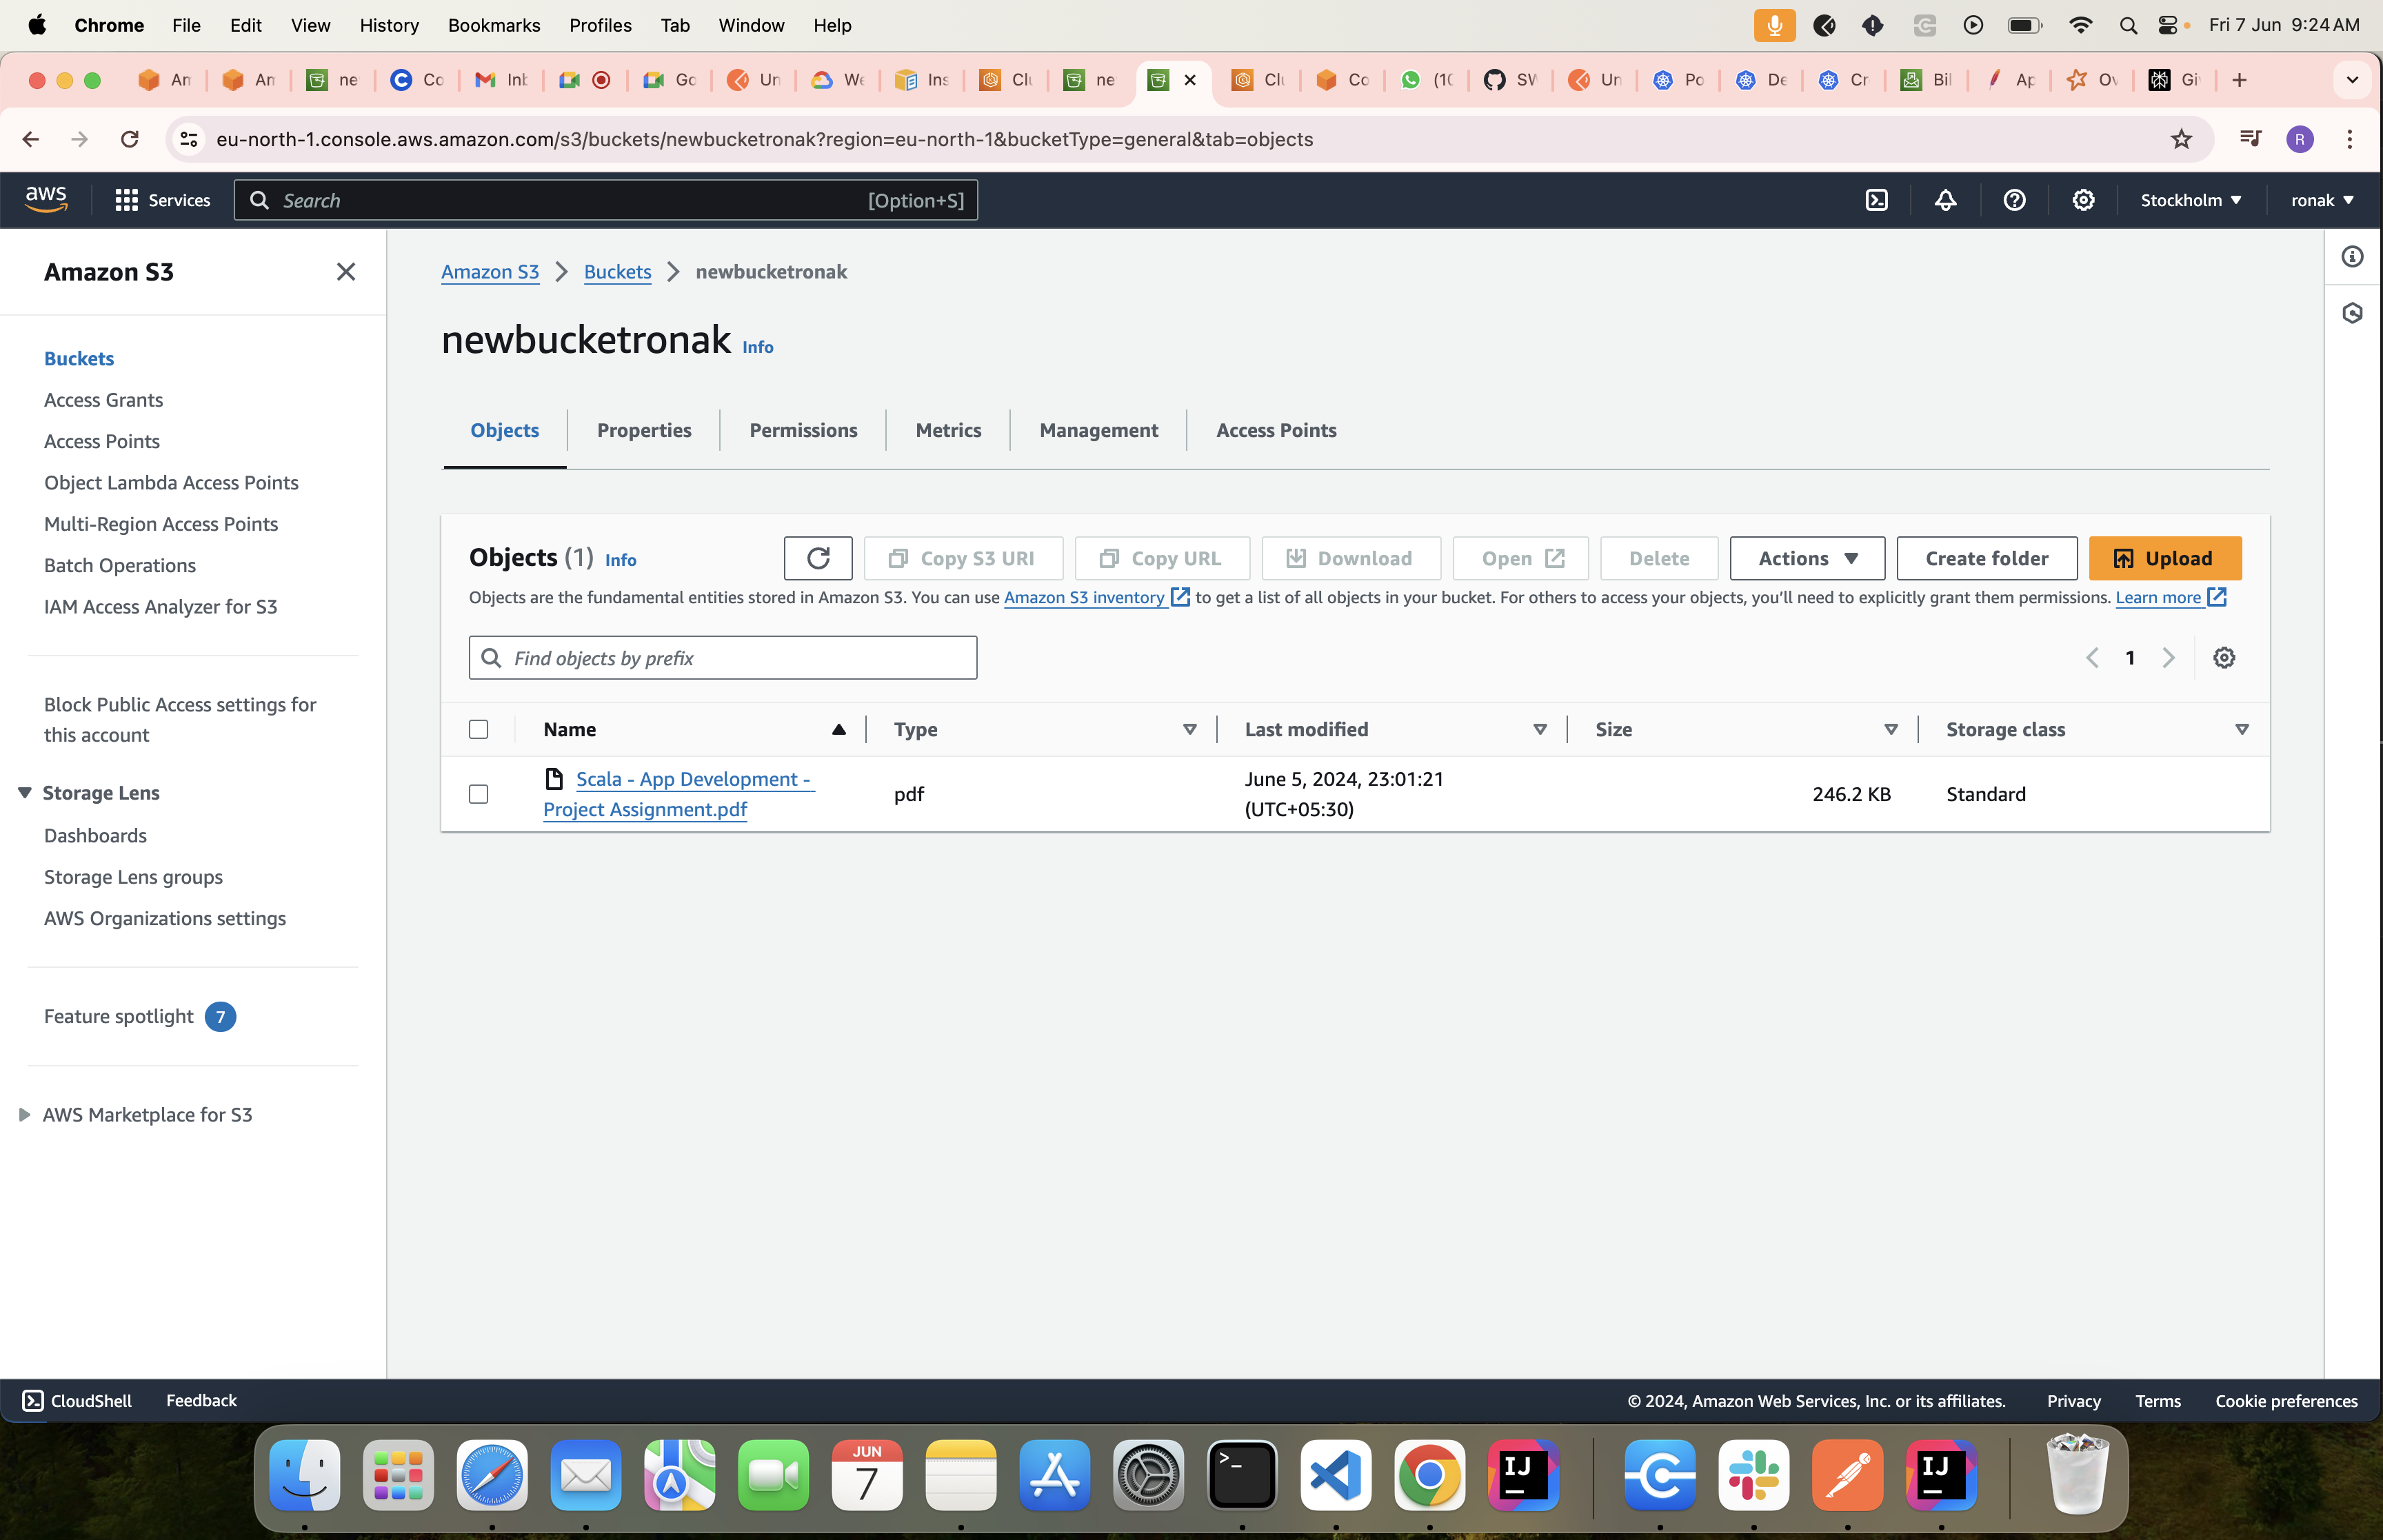 Chrome File Edit View History Bookmarks Profiles Tab Window Help Fri 7 Jun 9:24 AM
An An ne Co Inb Go Un We Ins Clu ne Clu Co (10 SW Un Po De Cr Bil Ap Ov Giv
eu-north-1.console.aws.amazon.com/s3/buckets/newbucketronak?region=eu-north-1&bucketType=general&tab=objects R
aws Services Search [Option+S] Stockholm ronak
Amazon S3
Buckets
Access Grants
Access Points
Object Lambda Access Points
Multi-Region Access Points
Batch Operations
IAM Access Analyzer for S3
Block Public Access settings for
this account
Storage Lens
Dashboards
Storage Lens groups
AWS Organizations settings
Feature spotlight 7
AWS Marketplace for S3
Amazon S3 Buckets newbucketronak
newbucketronak Info
Objects Properties Permissions Metrics Management Access Points
Objects (1) Info Copy S3 URI Copy URL Download Open Delete Actions Create folder Upload
Objects are the fundamental entities stored in Amazon S3. You can use Amazon S3 inventory to get a list of all objects in your bucket. For others to access your objects, you'll need to explicitly grant them permissions. Learn more
Find objects by prefix 1
Name Type Last modified Size Storage class
Scala - App Development -
Project Assignment.pdf
pdf
June 5, 2024, 23:01:21
(UTC+05:30)
246.2 KB
Standard
CloudShell Feedback © 2024, Amazon Web Services, Inc. or its affiliates. Privacy Terms Cookie preferences
JUN
7
IJ
IJ